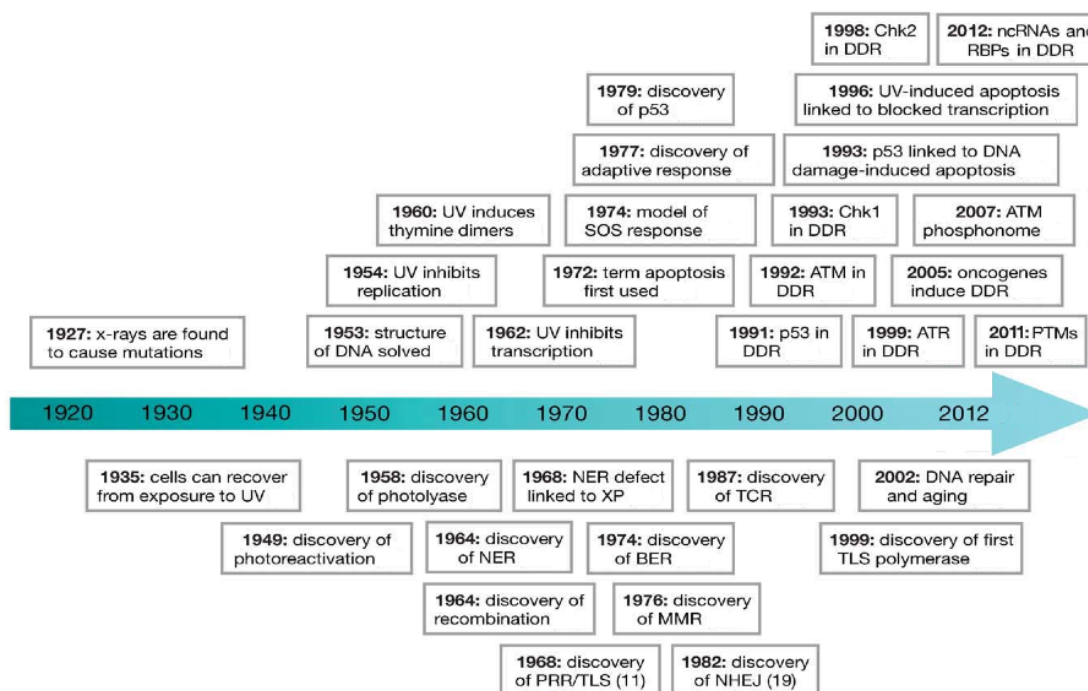 1998: Chk2
in DDR
2012: ncRNAs and
RBPs in DDR
1979: discovery
of p53
1996: UV-induced apoptosis
linked to blocked transcription
1977: discovery of
adaptive response
1993: p53 linked to DNA
damage-induced apoptosis
1960: UV induces
thymine dimers
1974: model of
SOS response
1993: Chk1
in DDR
2007: ATM
phosphonome
1954: UV inhibits
replication
1972: term apoptosis
first used
1992: ATM in
DDR
2005: oncogenes
induce DDR
1927: x-rays are found
to cause mutations
1953: structure
of DNA solved
1962: UV inhibits
transcription
1991: p53 in
DDR
1999: ATR
in DDR
2011: PTMs
in DDR
1920 1930 1940 1950 1960 1970 1980 1990 2000 2012
1935: cells can recover
from exposure to UV
1958: discovery
of photolyase
1968: NER defect
linked to XP
1987: discovery
of TCR
2002: DNA repair
and aging
1949: discovery of
photoreactivation
1964: discovery
of NER
1974: discovery
of BER
1999: discovery of first
TLS polymerase
1964: discovery of
recombination
1976: discovery
of MMR
1968: discovery
of PRR/TLS (11)
1982: discovery
of NHEJ (19)